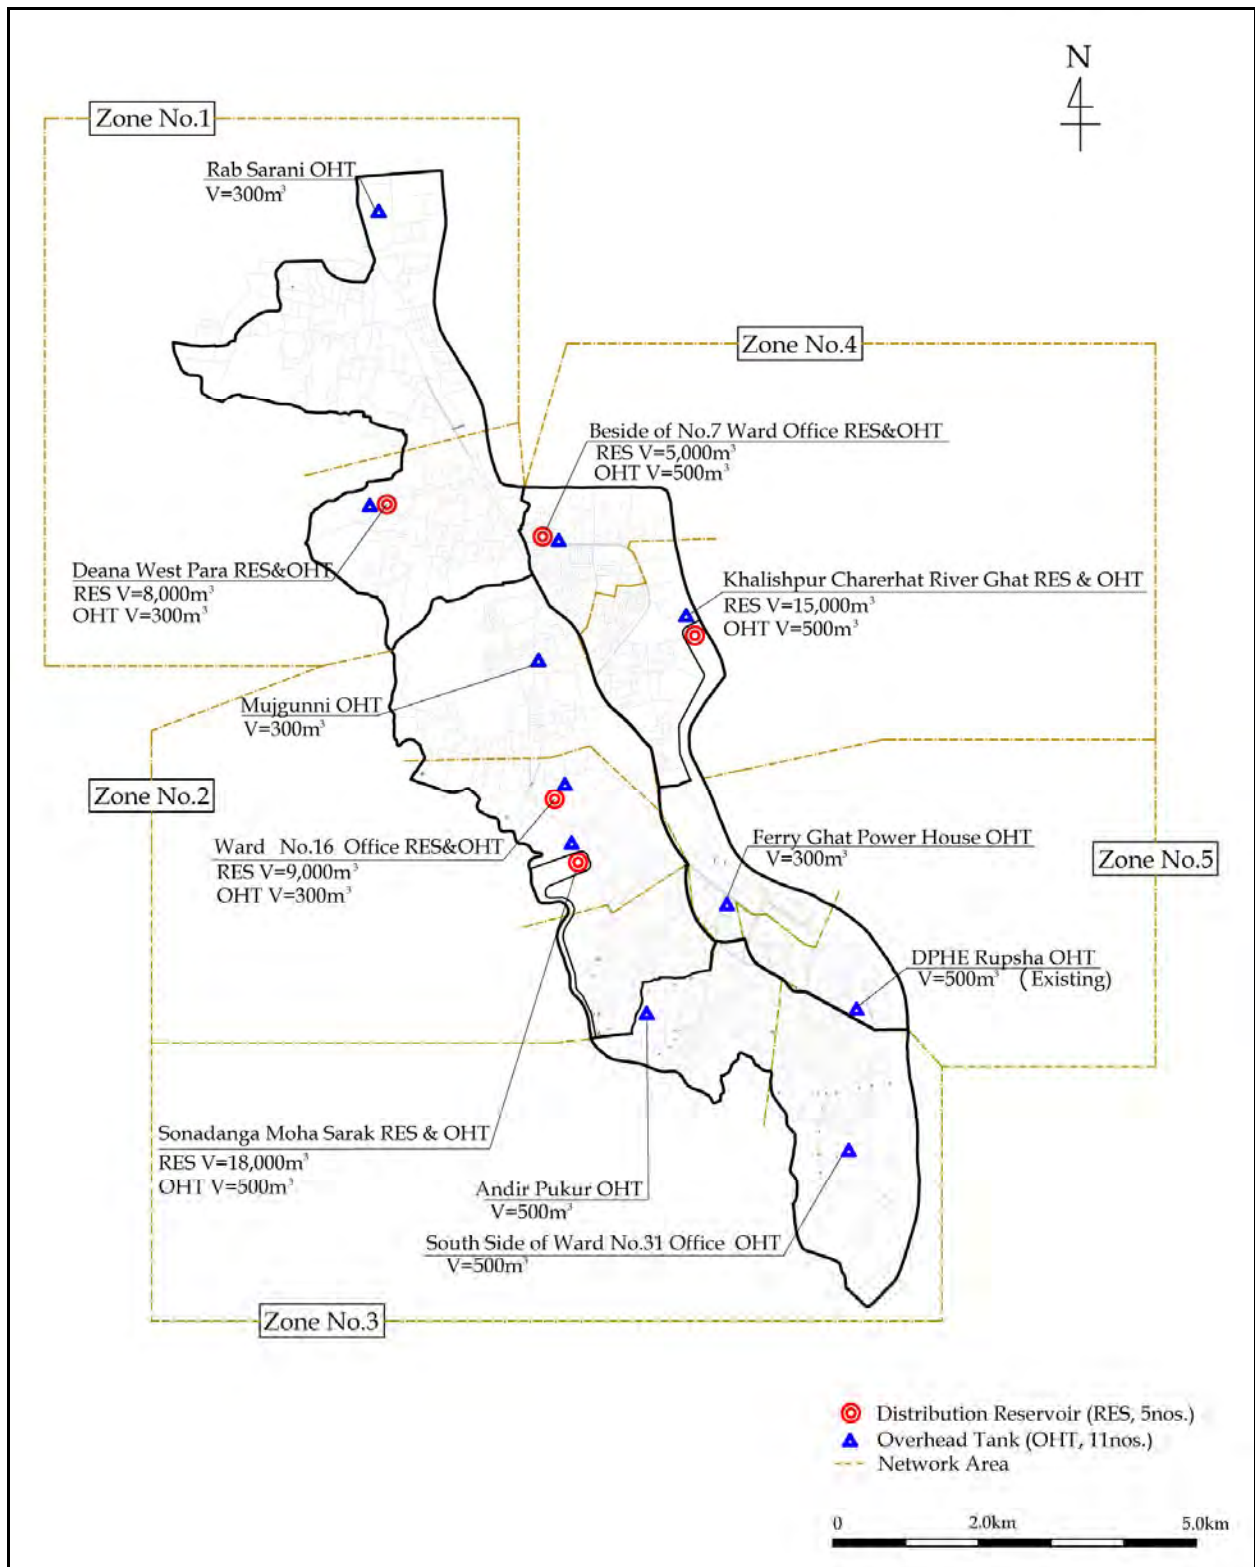 N
Zone No.1
Rab Sarani OHT
V=300m³
Zone No.4
Beside of No.7 Ward Office RES&OHT
RES V=5,000m³
OHT V=500m³
Deana West Para RES&OHT
RES V=8,000m³
OHT V=300m³
Khalishpur Charerhat River Ghat RES & OHT
RES V=15,000m³
OHT V=500m³
Mujgunni OHT
V=300m³
Zone No.2
Ward No.16 Office RES&OHT
RES V=9,000m³
OHT V=300m³
Ferry Ghat Power House OHT
V=300m³
Zone No.5
DPHE Rupsha OHT
V=500m³ (Existing)
Sonadanga Moha Sarak RES & OHT
RES V=18,000m³
OHT V=500m³
Andir Pukur OHT
V=500m³
South Side of Ward No.31 Office OHT
V=500m³
Zone No.3
Distribution Reservoir (RES, 5nos.)
Overhead Tank (OHT, 11nos.)
Network Area
0 2.0km 5.0km